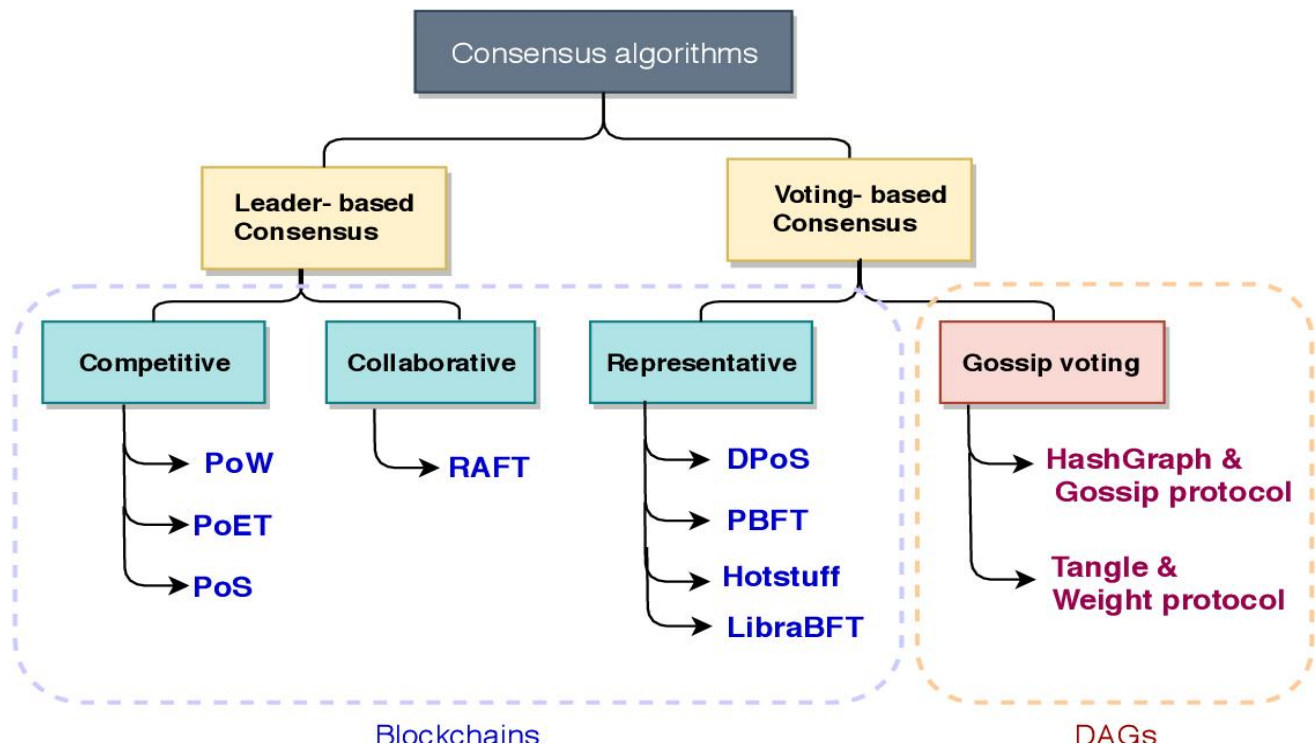 Consensus algorithms
Leader- based
Consensus
Voting- based
Consensus
Competitive
Collaborative
Representative
Gossip voting
PoW
PoET
PoS
RAFT
DPoS
PBFT
Hotstuff
LibraBFT
HashGraph &
Gossip protocol
Tangle &
Weight protocol
Blockchains
DAGs